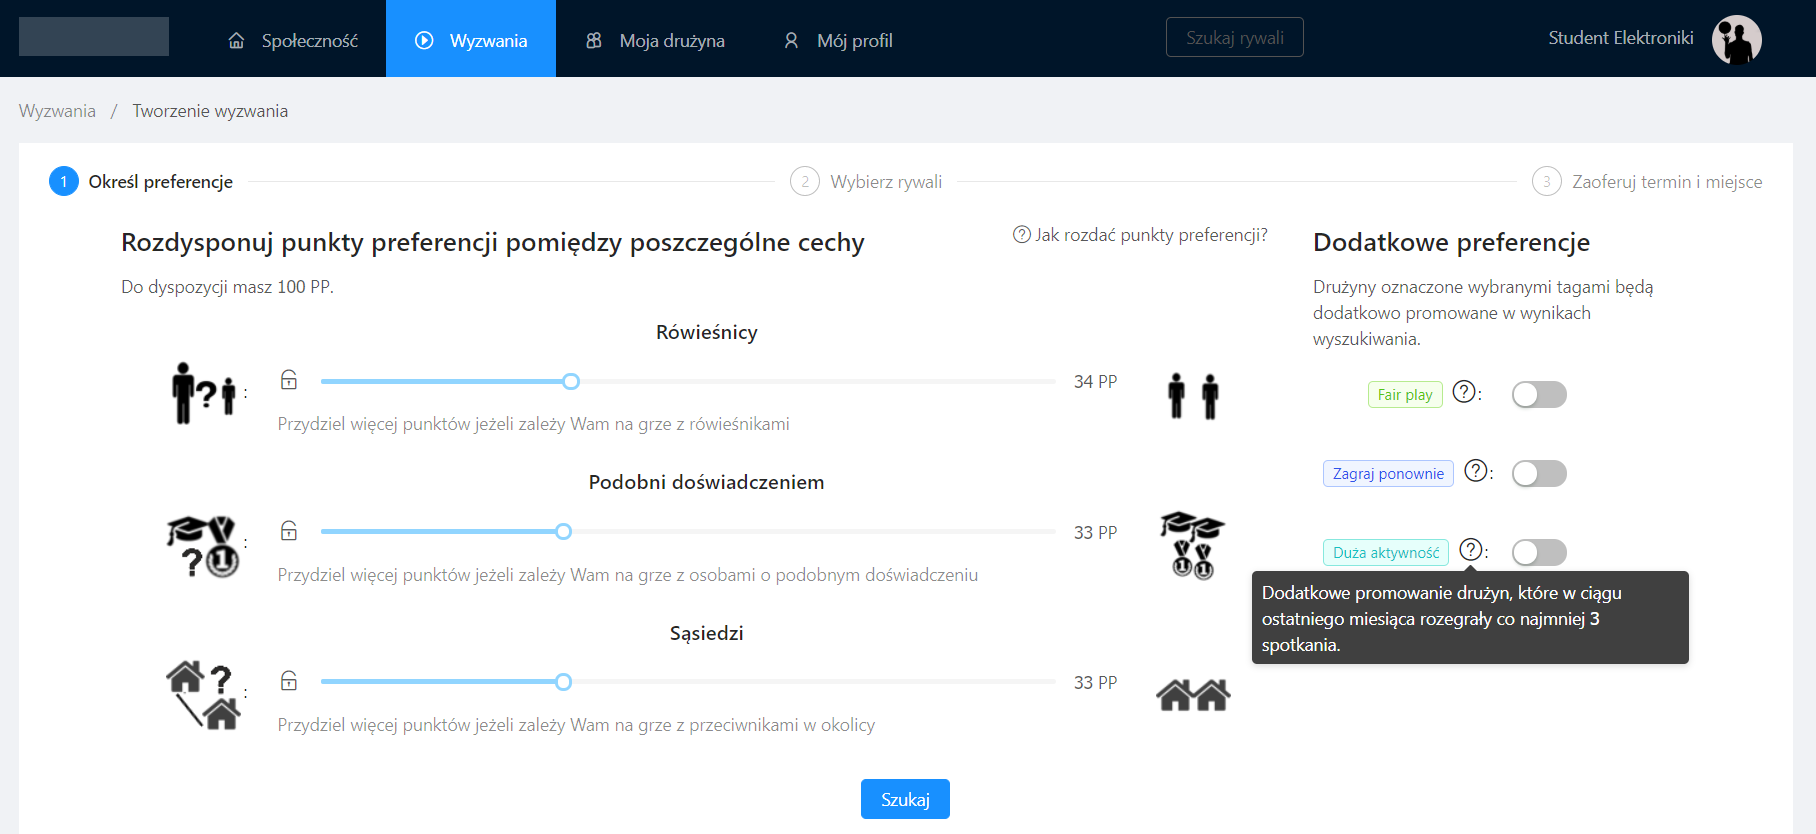 Społeczność
Wyzwania
Moja drużyna
Mój profil
Szukaj rywali
Student Elektroniki
Wyzwania / Tworzenie wyzwania
1 Określ preferencje
2 Wybierz rywali
3 Zaoferuj termin i miejsce
Rozdysponuj punkty preferencji pomiędzy poszczególne cechy
? Jak rozdać punkty preferencji?
Do dyspozycji masz 100 PP.
Rówieśnicy
? :
34 PP
Przydziel więcej punktów jeżeli zależy Wam na grze z rówieśnikami
Podobni doświadczeniem
? 1 :
33 PP
1 1
Przydziel więcej punktów jeżeli zależy Wam na grze z osobami o podobnym doświadczeniu
Sąsiedzi
? :
33 PP
Przydziel więcej punktów jeżeli zależy Wam na grze z przeciwnikami w okolicy
Szukaj
Dodatkowe preferencje
Drużyny oznaczone wybranymi tagami będą
dodatkowo promowane w wynikach
wyszukiwania.
Fair play ? :
Zagraj ponownie ? :
Duża aktywność ? :
Dodatkowe promowanie drużyn, które w ciągu
ostatniego miesiąca rozegrały co najmniej 3
spotkania.